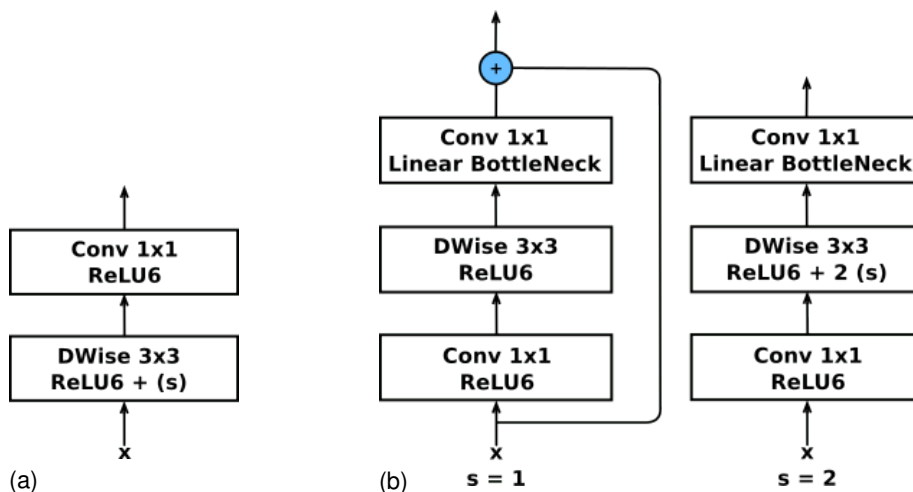 Conv 1x1
ReLU6
DWise 3x3
ReLU6 + (s)
x
(a)
+
Conv 1x1
Linear BottleNeck
DWise 3x3
ReLU6
Conv 1x1
ReLU6
x
s = 1
(b)
Conv 1x1
Linear BottleNeck
DWise 3x3
ReLU6 + 2 (s)
Conv 1x1
ReLU6
x
s = 2